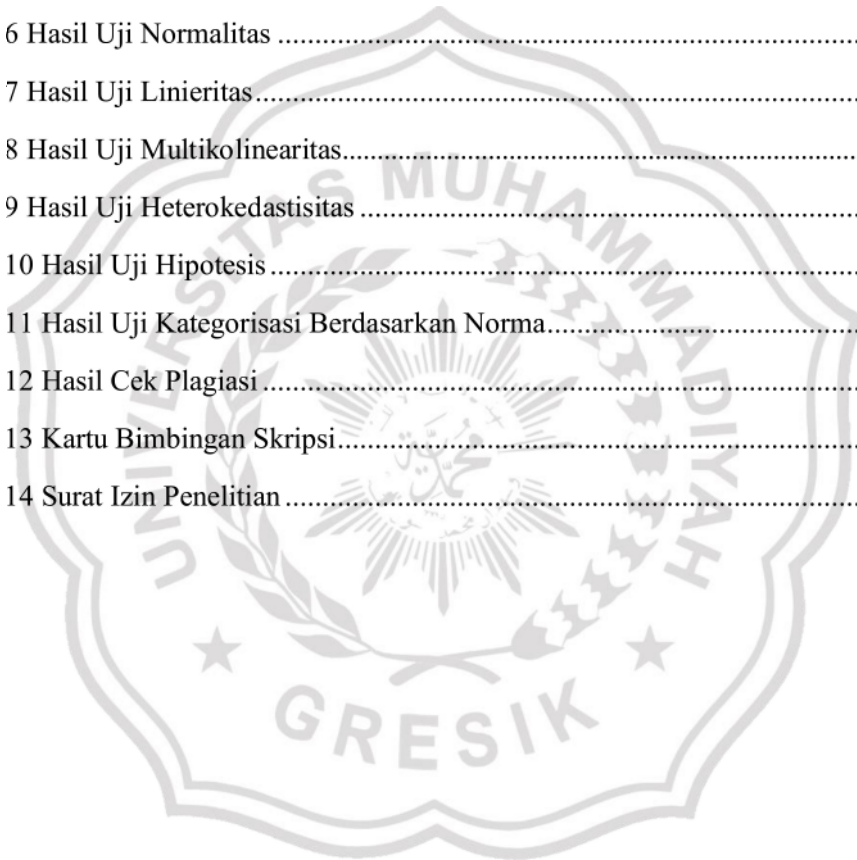 6 Hasil Uji Normalitas ........................................................................
7 Hasil Uji Linieritas...........................................................................
8 Hasil Uji Multikolinearitas...............................................................
9 Hasil Uji Heterokedastisitas ............................................................
10 Hasil Uji Hipotesis .........................................................................
11 Hasil Uji Kategorisasi Berdasarkan Norma......................................
12 Hasil Cek Plagiasi ..........................................................................
13 Kartu Bimbingan Skripsi.................................................................
14 Surat Izin Penelitian .......................................................................
UNIVERSITAS MUHAMMADIYAH
GRESIK